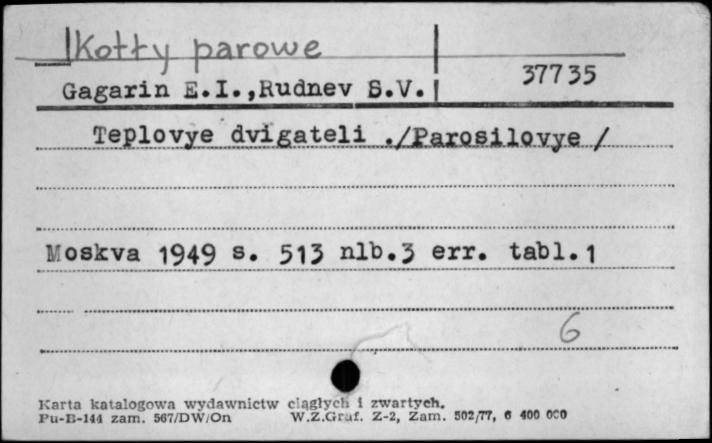 Kotły parowe
37735
Gagarin E.I.,Rudnev S.V.
Teplovye dvigateli ./Parosilovye /
Moskva 1949 s. 513 nlb.3 err. tabl.1
6
Karta katalogowa wydawnictw ciągłych i zwartych.
Pu-B-144 zam. 567/DW/On W.Z.Graf. Z-2, Zam. 502/77, 6 400 000